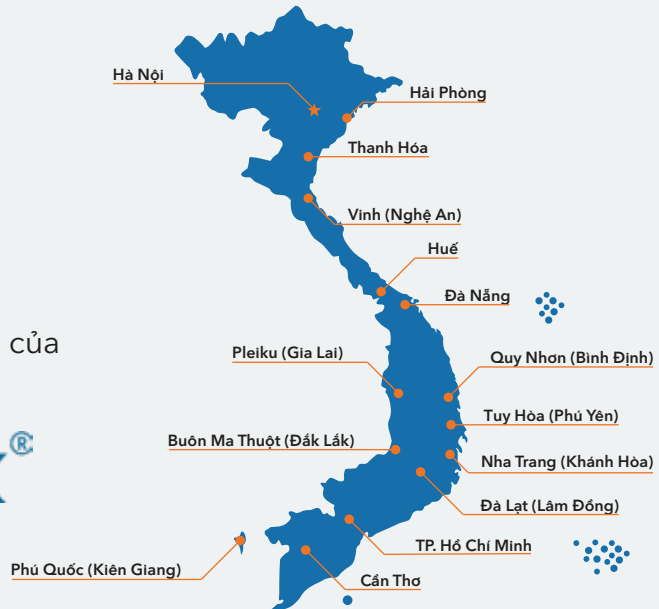 Hà Nội
Hải Phòng
Thanh Hóa
Vinh (Nghệ An)
Huế
Đà Nẵng
của
Pleiku (Gia Lai)
Quy Nhơn (Bình Định)
Tuy Hòa (Phú Yên)
Buôn Ma Thuột (Đắk Lắk)
Nha Trang (Khánh Hòa)
®
Đà Lạt (Lâm Đồng)
TP. Hồ Chí Minh
Phú Quốc (Kiên Giang)
Cần Thơ